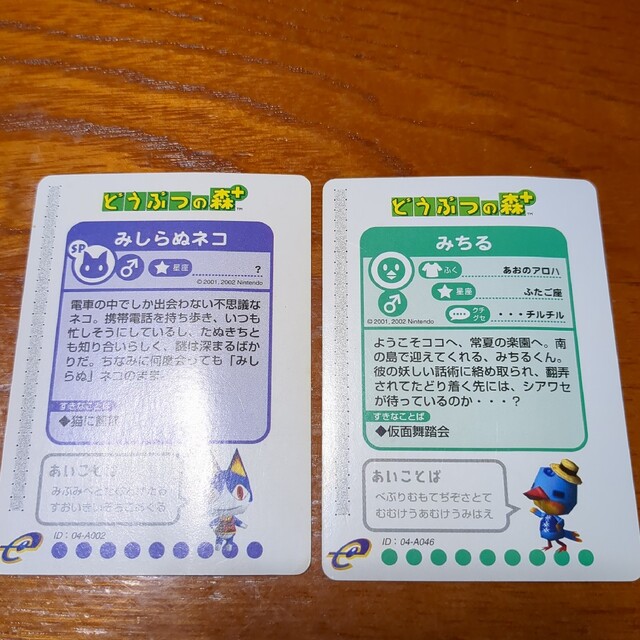 どうぶつの森+
みしらぬネコ
SP
♂
星座
?
© 2001, 2002 Nintendo
電車の中でしか出会わない不思議な
ネコ。携帯電話を持ち歩き、いつも
忙しそうにしているし、たぬきちと
も知り合いらしく、謎は深まるばか
りだ。ちなみに何度会っても「みし
らぬ」ネコのまま。
すきなことば
◆猫に
あいことば
ID：04-A002
e
どうぶつの森+
みちる
♂
ふく
あおのアロハ
星座
ふたご座
クチグセ
・・・チルチル
© 2001, 2002 Nintendo
ようこそココへ、常夏の楽園へ。南
の島で迎えてくれる、みちるくん。
彼の妖しい話術に絡め取られ、翻弄
されてたどり着く先には、シアワセ
が待っているのか・・・？
すきなことば
◆仮面舞踏会
あいことば
べぷりむもてぢぞさとて
むむけうあむけうみはえ
ID：04-A046
e